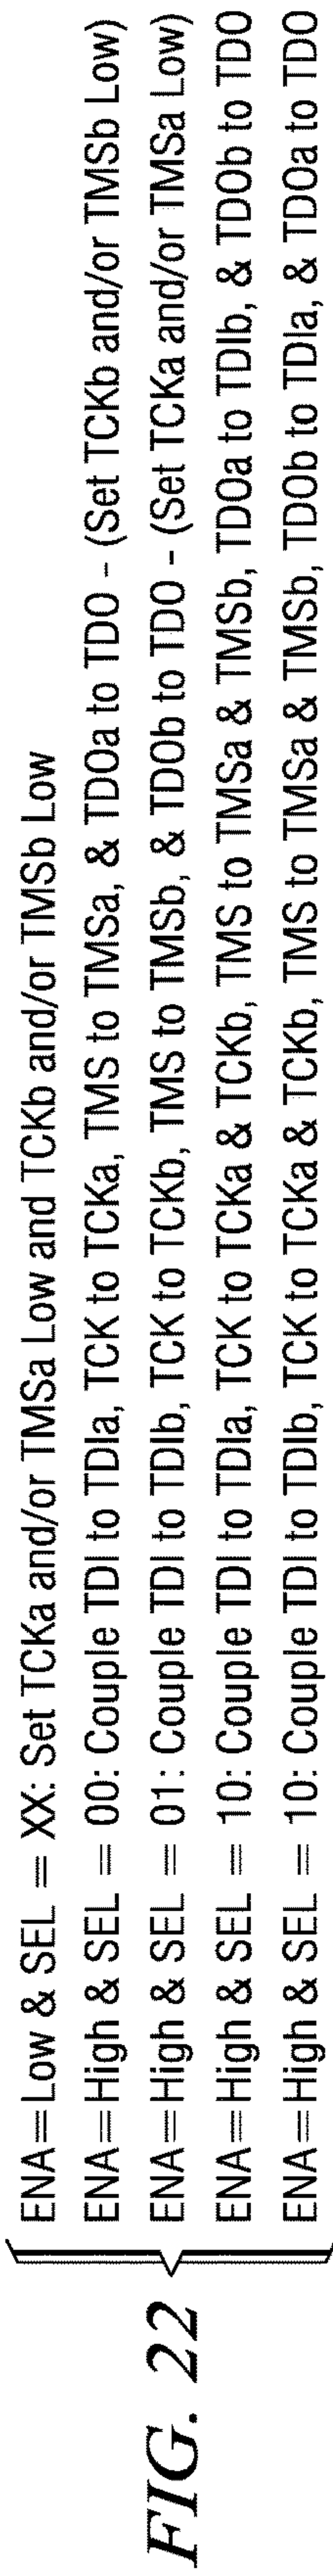 ENA=Low & SEL = XX: Set TCKa and/or TMSa Low and TCKb and/or TMSb Low
ENA=High & SEL = 00: Couple TDI to TDIa, TCK to TCKa, TMS to TMSa, & TDOa to TDO - (Set TCKb and/or TMSb Low)
ENA=High & SEL = 01: Couple TDI to TDIb, TCK to TCKb, TMS to TMSb, & TDOb to TDO - (Set TCKa and/or TMSa Low)
ENA=High & SEL = 10: Couple TDI to TDIa, TCK to TCKa & TCKb, TMS to TMSa & TMSb, TDOa to TDIb, & TDOb to TDO
ENA=High & SEL = 10: Couple TDI to TDIb, TCK to TCKa & TCKb, TMS to TMSa & TMSb, TDOb to TDIa, & TDOa to TDO
FIG. 22